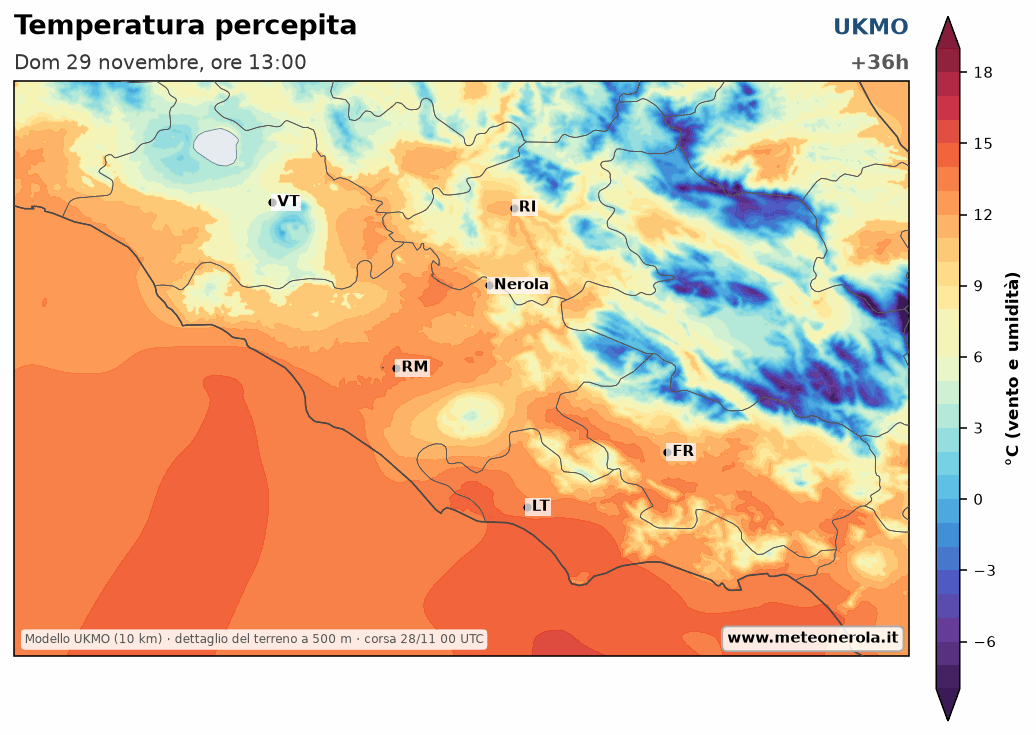 Temperatura percepita
UKMO
Dom 29 novembre, ore 13:00
+36h
VT
RI
Nerola
RM
FR
LT
18
15
12
9
6
3
0
−3
−6
°C (vento e umidità)
Modello UKMO (10 km) · dettaglio del terreno a 500 m · corsa 28/11 00 UTC
www.meteonerola.it